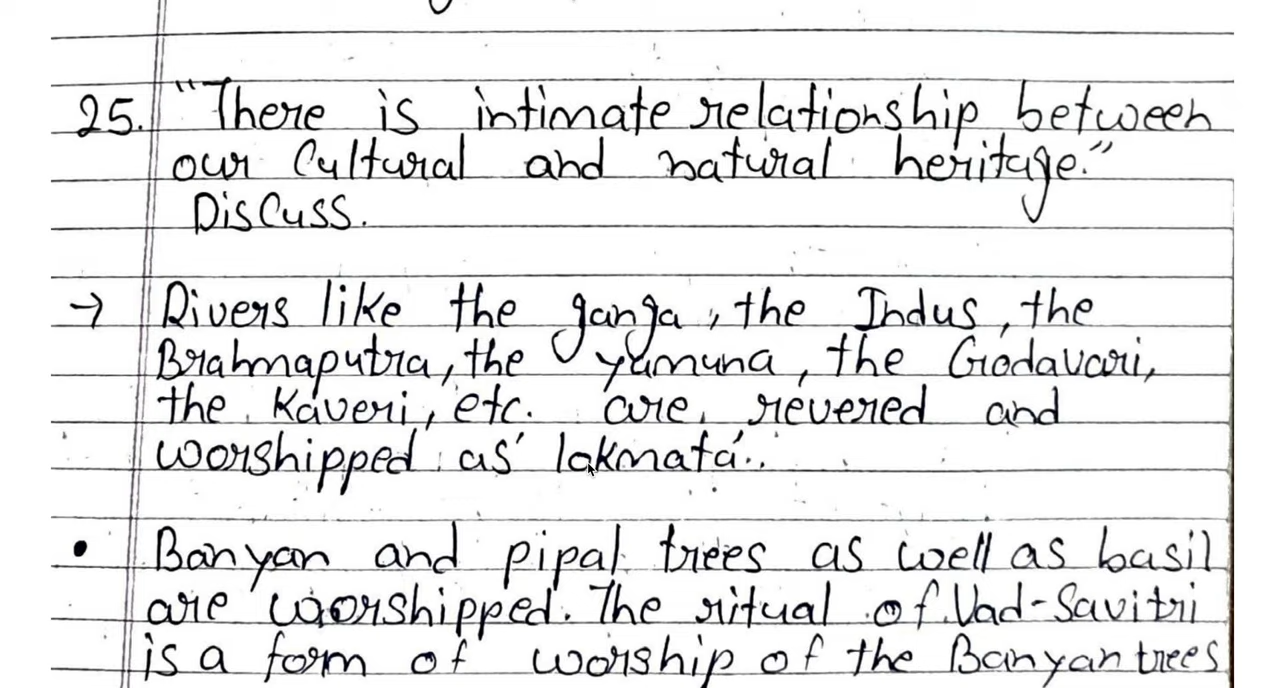 25. "There is intimate relationship between
our Cultural and natural heritage."
Discuss.
→ Rivers like the ganga, the Indus, the
Brahmaputra, the yamuna, the Godavari,
the Kaveri, etc. are revered and
worshipped as 'lokmata'.
• Banyan and pipal trees as well as basil
are worshipped. The ritual of Vad-Savitri
is a form of worship of the Banyan trees